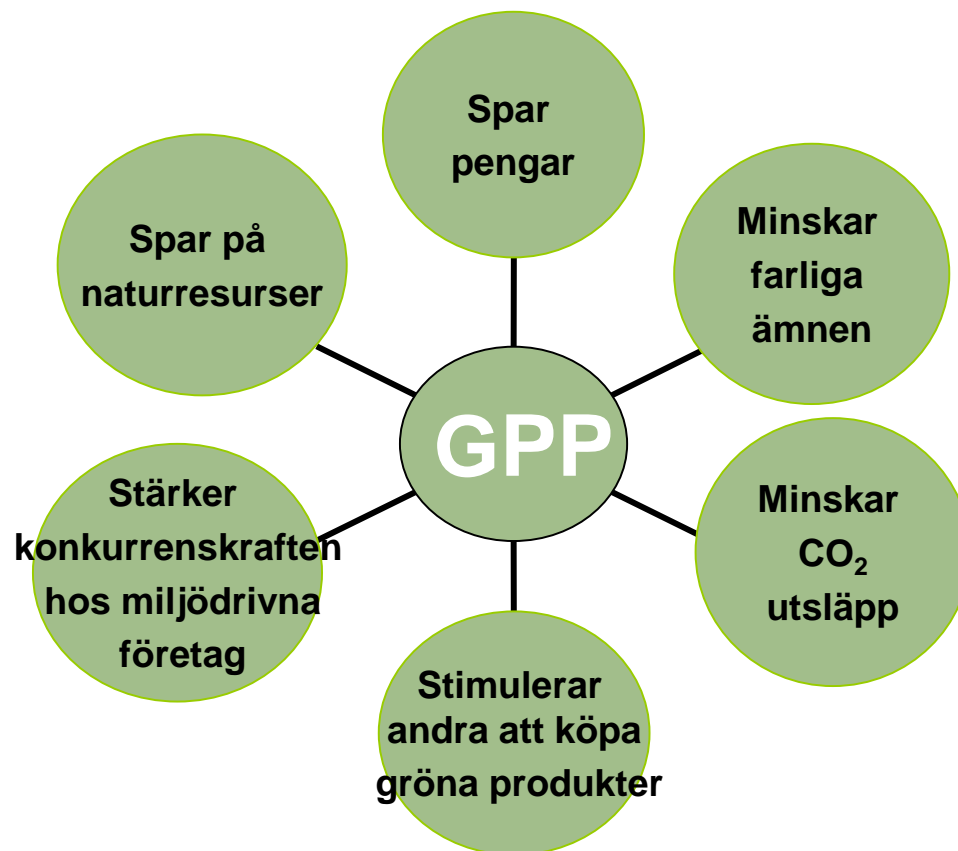 Spar
pengar
Spar på
naturresurser
Minskar
farliga
ämnen
GPP
Stärker
konkurrenskraften
hos miljödrivna
företag
Minskar
CO₂
utsläpp
Stimulerar
andra att köpa
gröna produkter